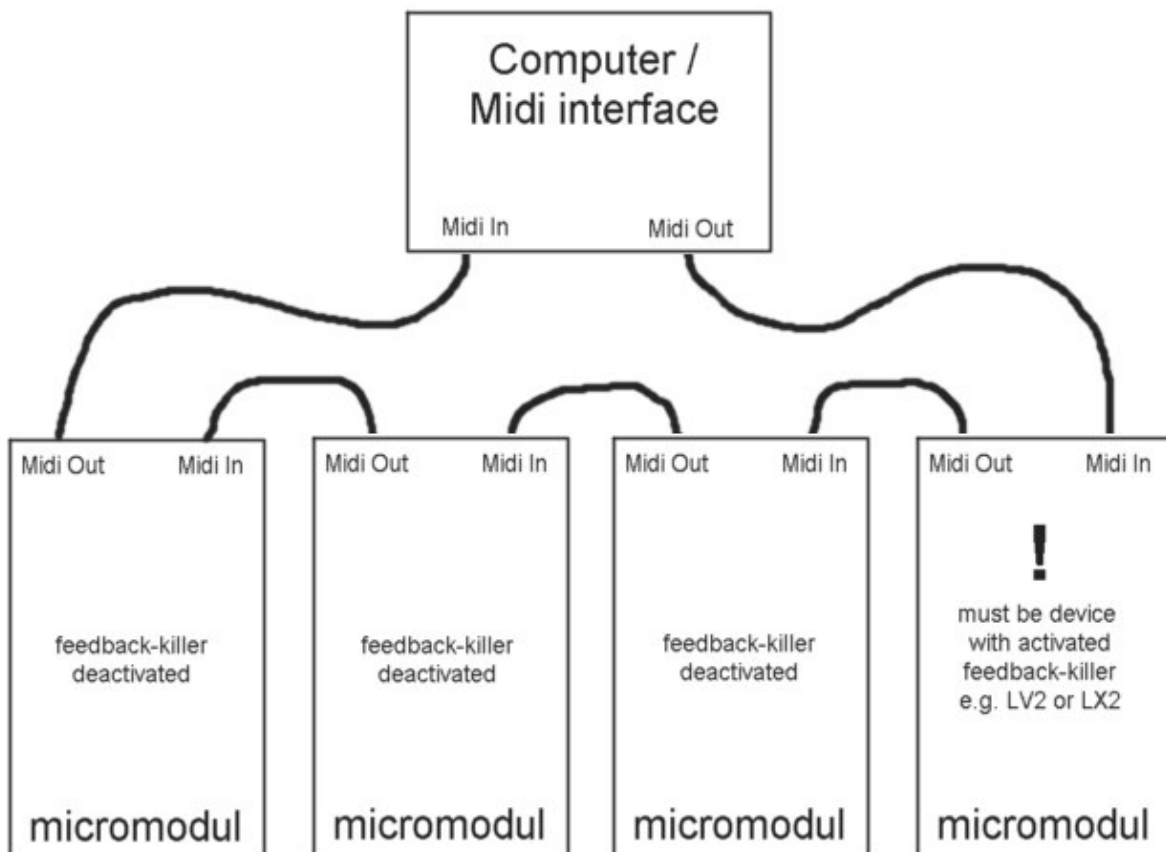 Computer /
Midi interface
Midi In
Midi Out
Midi Out
Midi In
Midi Out
Midi In
Midi Out
Midi In
Midi Out
Midi In
feedback-killer
deactivated
feedback-killer
deactivated
feedback-killer
deactivated
!
must be device
with activated
feedback-killer
e.g. LV2 or LX2
micromodul
micromodul
micromodul
micromodul